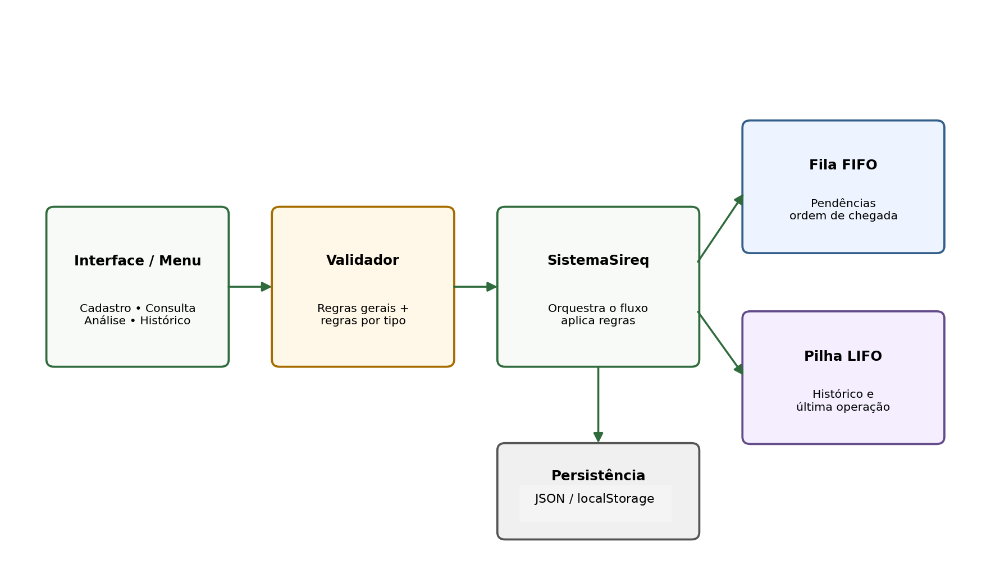 Interface / Menu
Cadastro • Consulta
Análise • Histórico
Validador
Regras gerais +
regras por tipo
SistemaSireq
Orquestra o fluxo
aplica regras
Fila FIFO
Pendências
ordem de chegada
Pilha LIFO
Histórico e
última operação
Persistência
JSON / localStorage